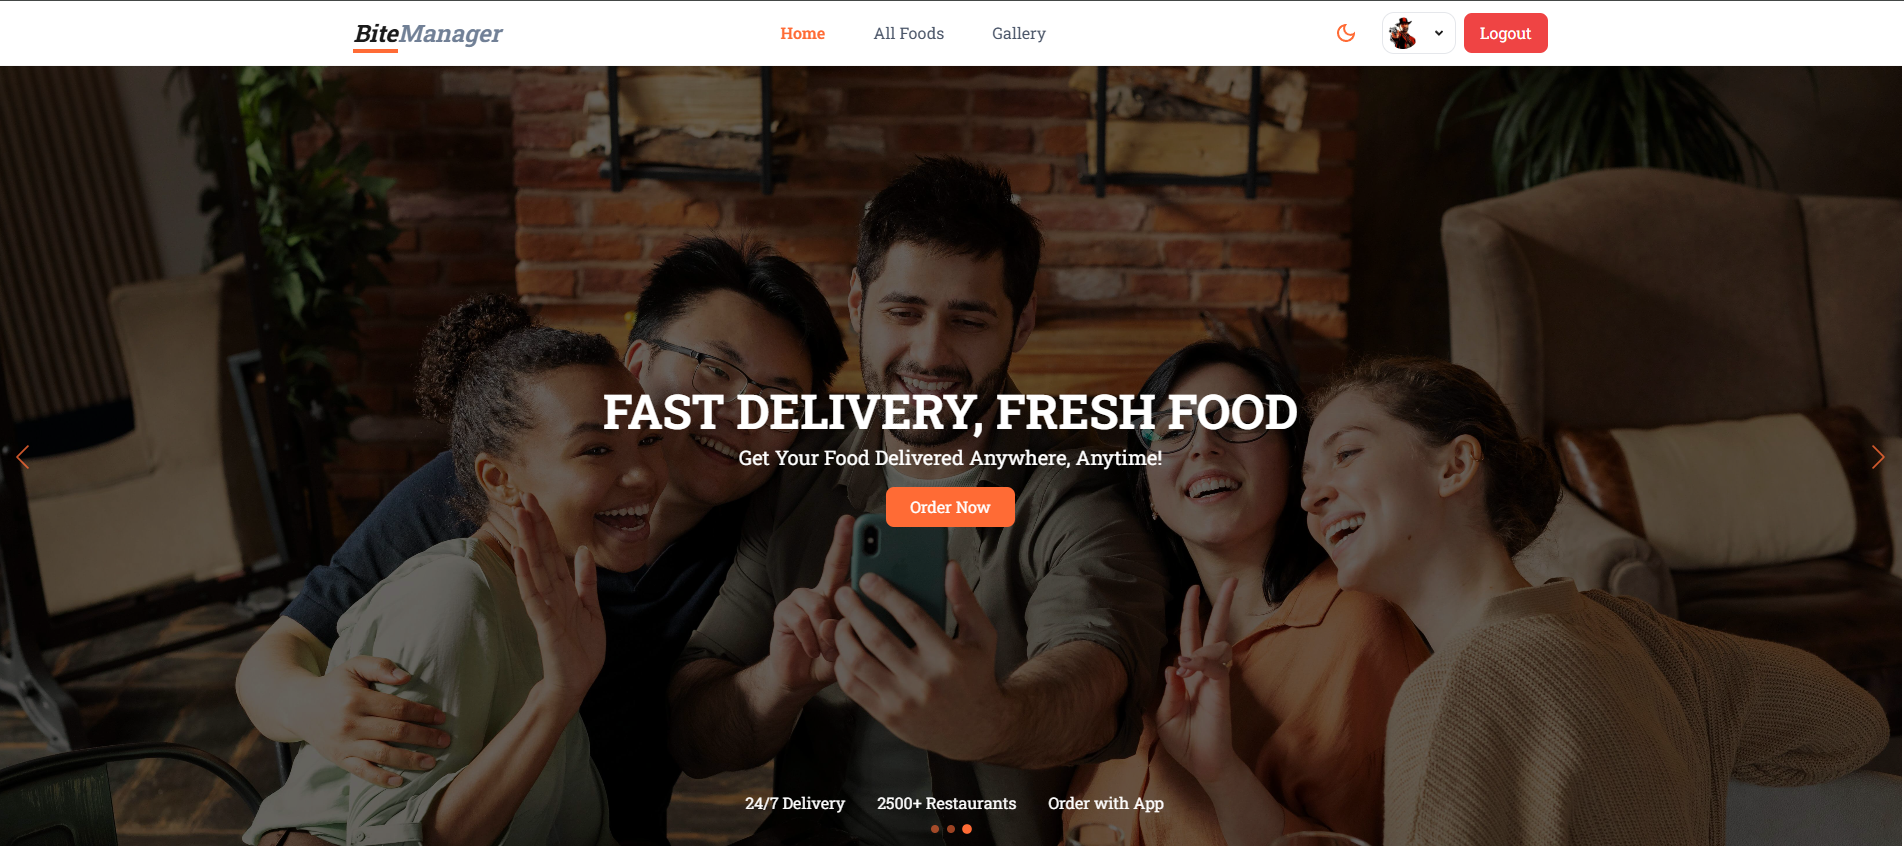 BiteManager
Home
All Foods
Gallery
Logout
FAST DELIVERY, FRESH FOOD
Get Your Food Delivered Anywhere, Anytime!
Order Now
24/7 Delivery
2500+ Restaurants
Order with App